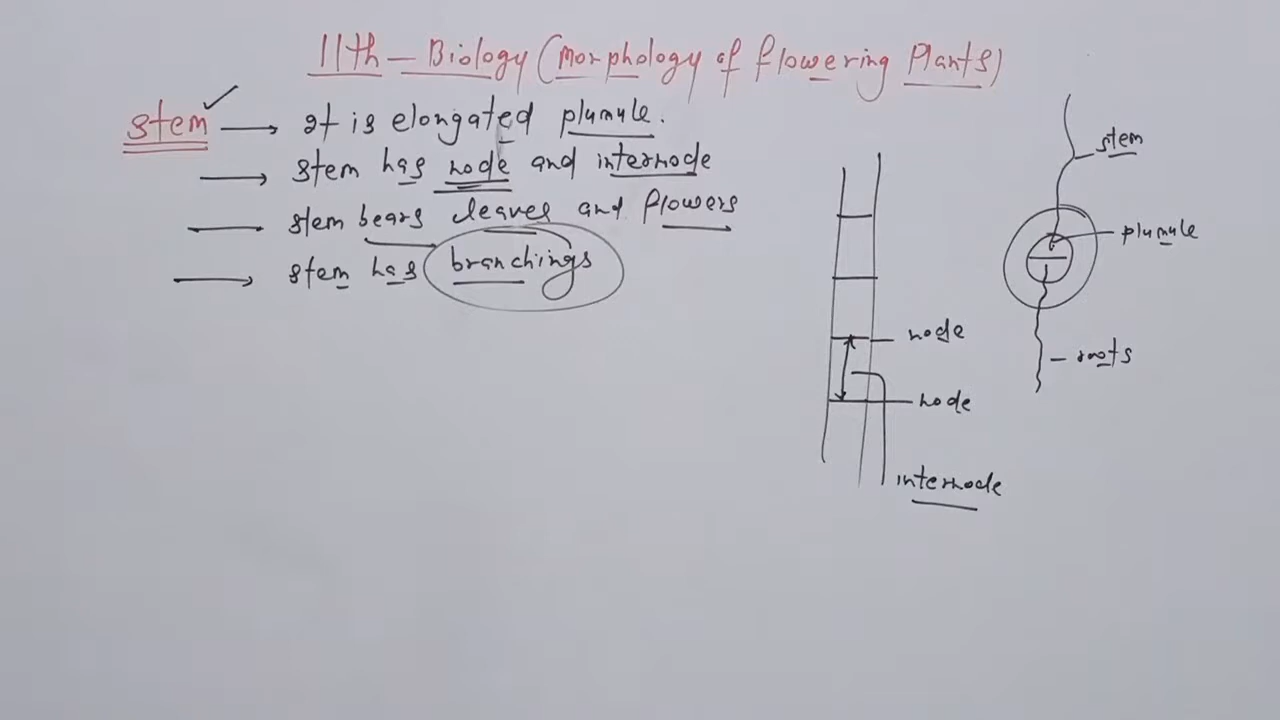 11th - Biology (Morphology of flowering Plants)
stem → It is elongated plumule.
→ stem has node and internode
→ stem bears leaves and flowers
→ stem has branchings
stem
plumule
roots
node
node
internode